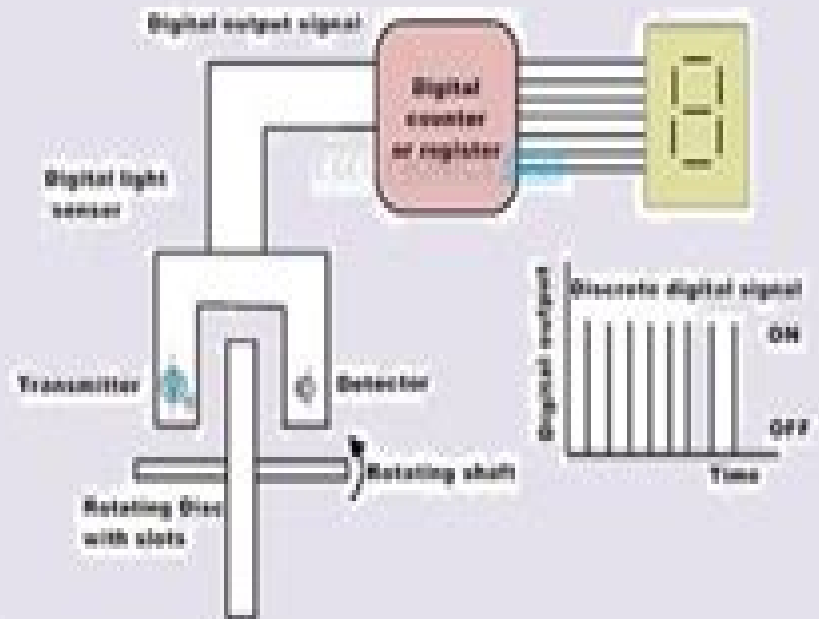 Digital output signal
Digital
counter
or register
Digital light
sensor
Transmitter
Detector
Rotating shaft
Rotating Disc
with slots
Digital output
Discrete digital signal
ON
OFF
Time